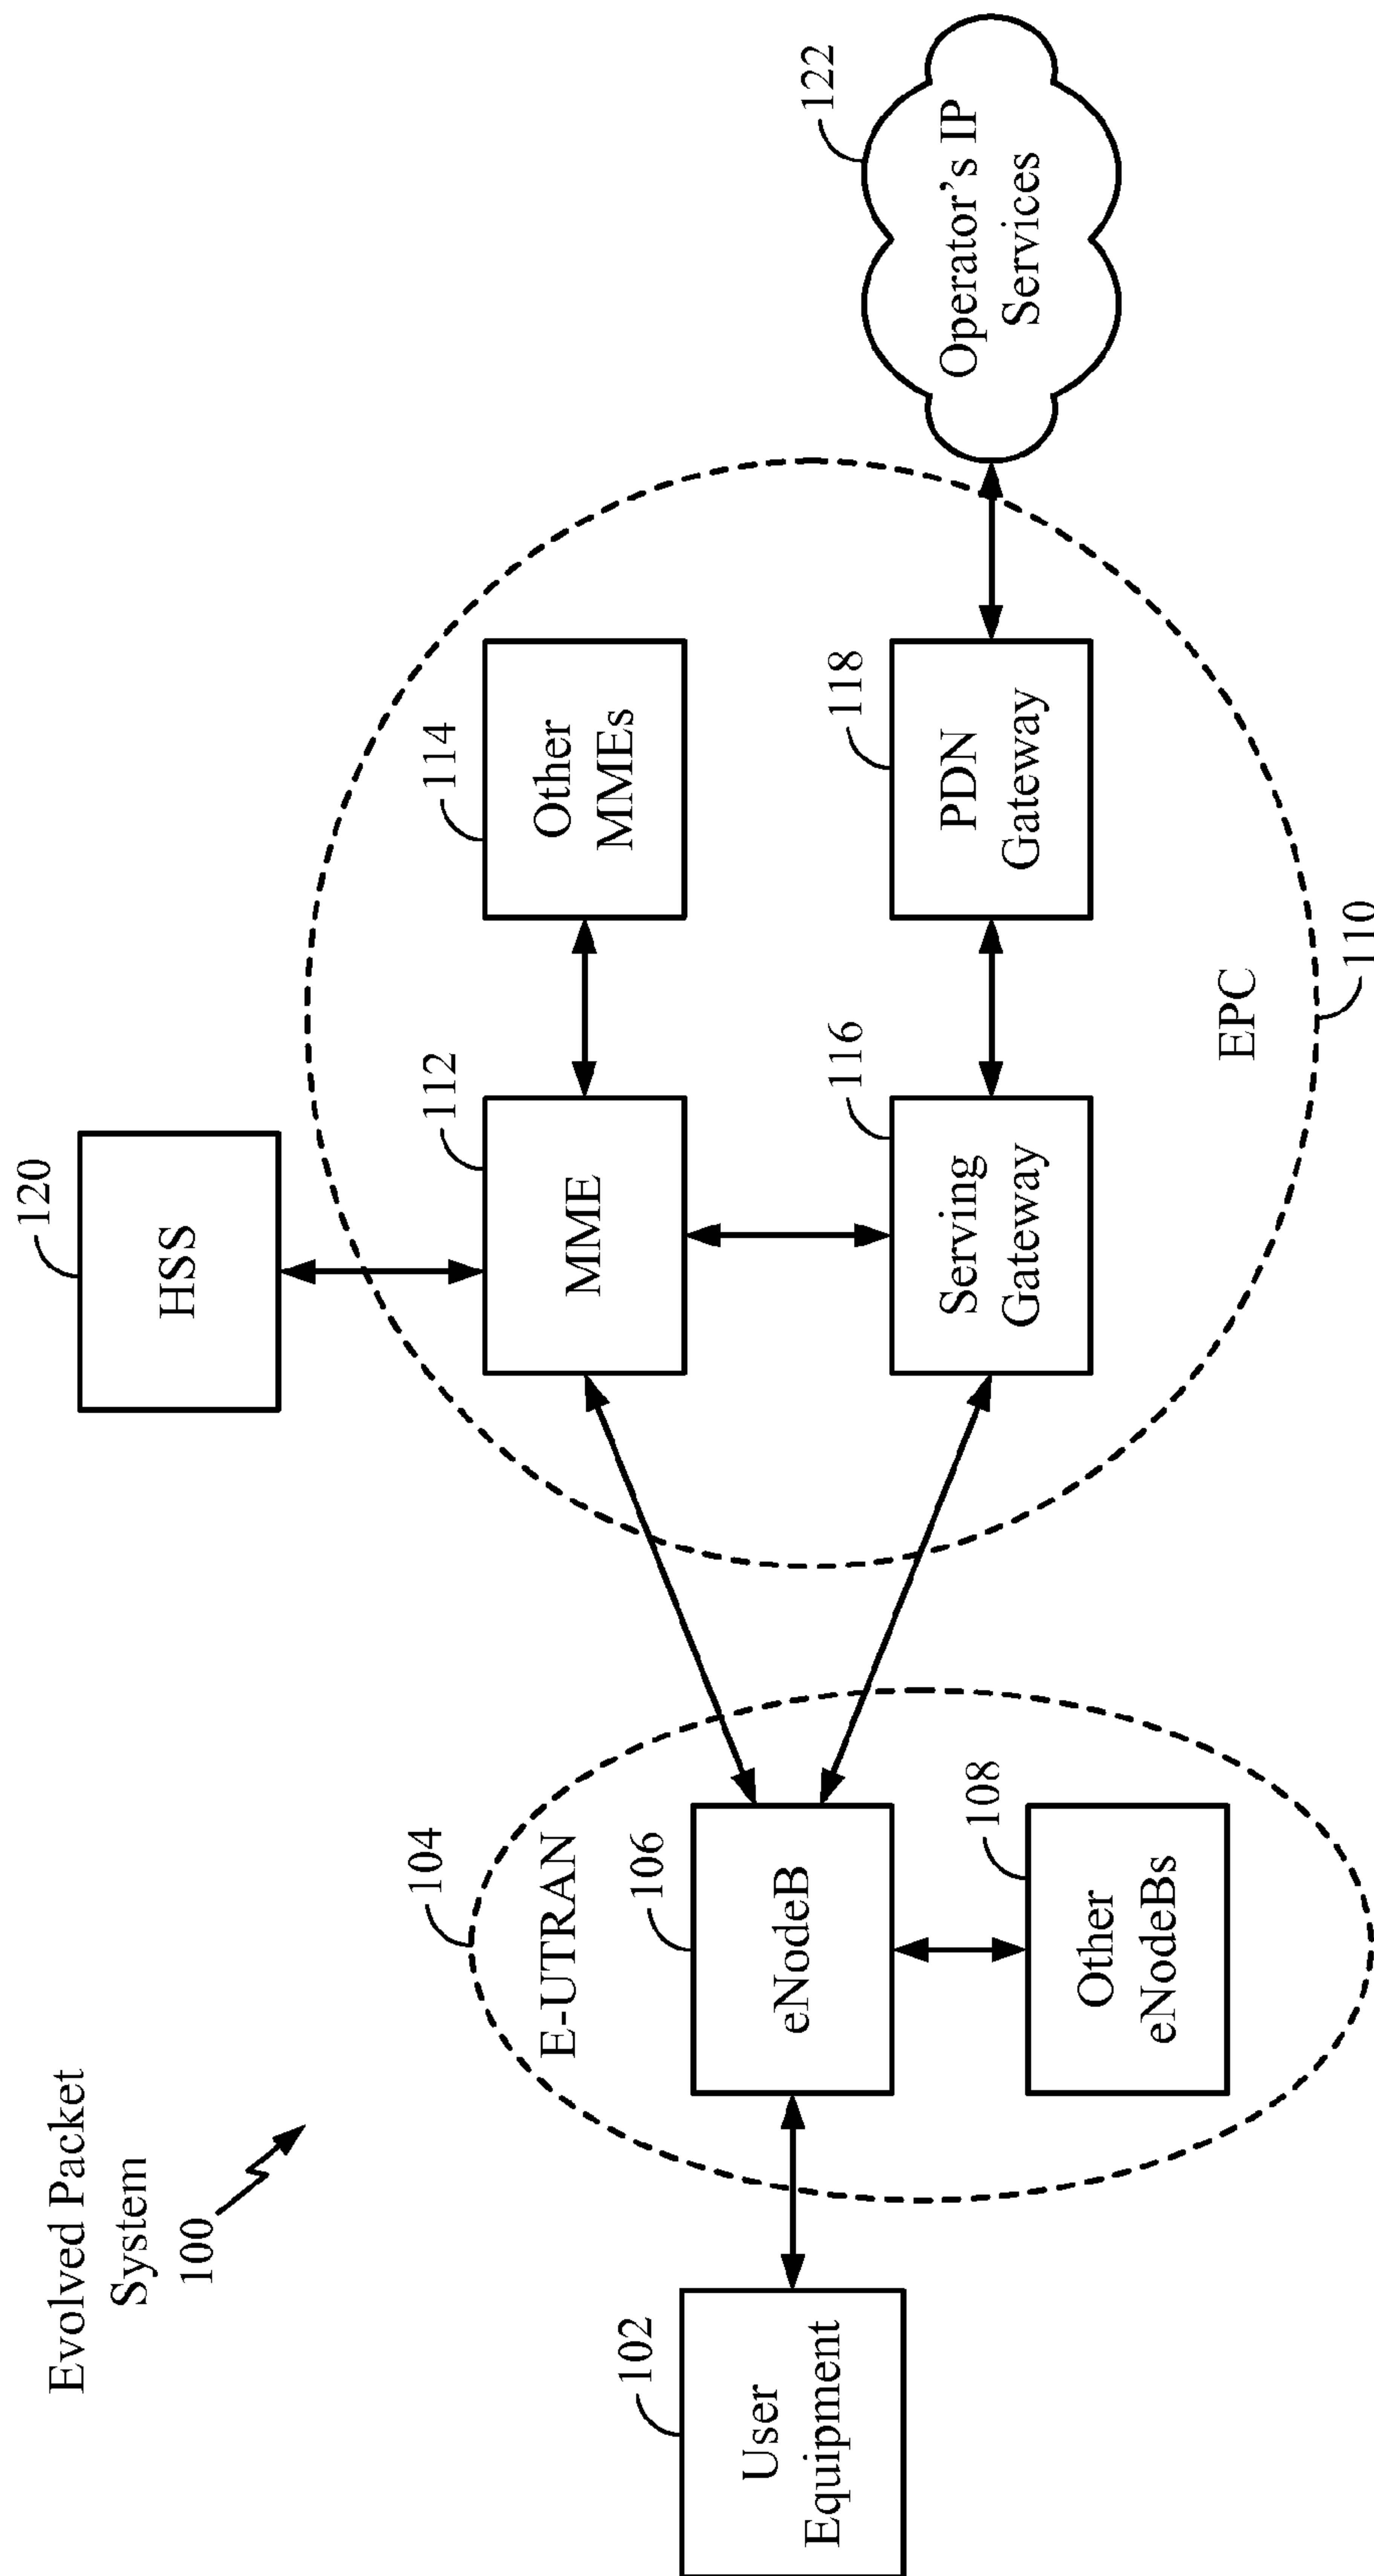 Evolved Packet
System
100
120
HSS
104
E-UTRAN
102
User
Equipment
106
eNodeB
108
Other
eNodeBs
112
MME
114
Other
MMEs
116
Serving
Gateway
118
PDN
Gateway
EPC
110
122
Operator's IP
Services